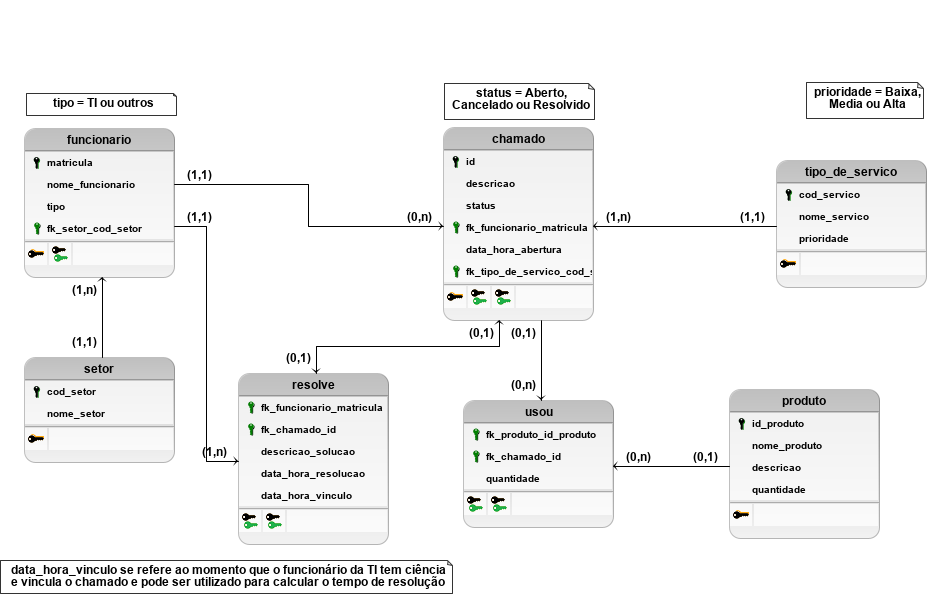 tipo = TI ou outros
status = Aberto,
Cancelado ou Resolvido
prioridade = Baixa,
Media ou Alta
funcionario
matricula
nome_funcionario
tipo
fk_setor_cod_setor
(1,1)
(1,1)
(0,n)
chamado
id
descricao
status
fk_funcionario_matricula
data_hora_abertura
fk_tipo_de_servico_cod_s
(1,n)
(1,1)
tipo_de_servico
cod_servico
nome_servico
prioridade
(1,n)
(1,1)
setor
cod_setor
nome_setor
(1,n)
(0,1)
(0,1)
(0,1)
(0,n)
resolve
fk_funcionario_matricula
fk_chamado_id
descricao_solucao
data_hora_resolucao
data_hora_vinculo
usou
fk_produto_id_produto
fk_chamado_id
quantidade
(0,n)
(0,1)
produto
id_produto
nome_produto
descricao
quantidade
data_hora_vinculo se refere ao momento que o funcionário da TI tem ciência
e vincula o chamado e pode ser utilizado para calcular o tempo de resolução